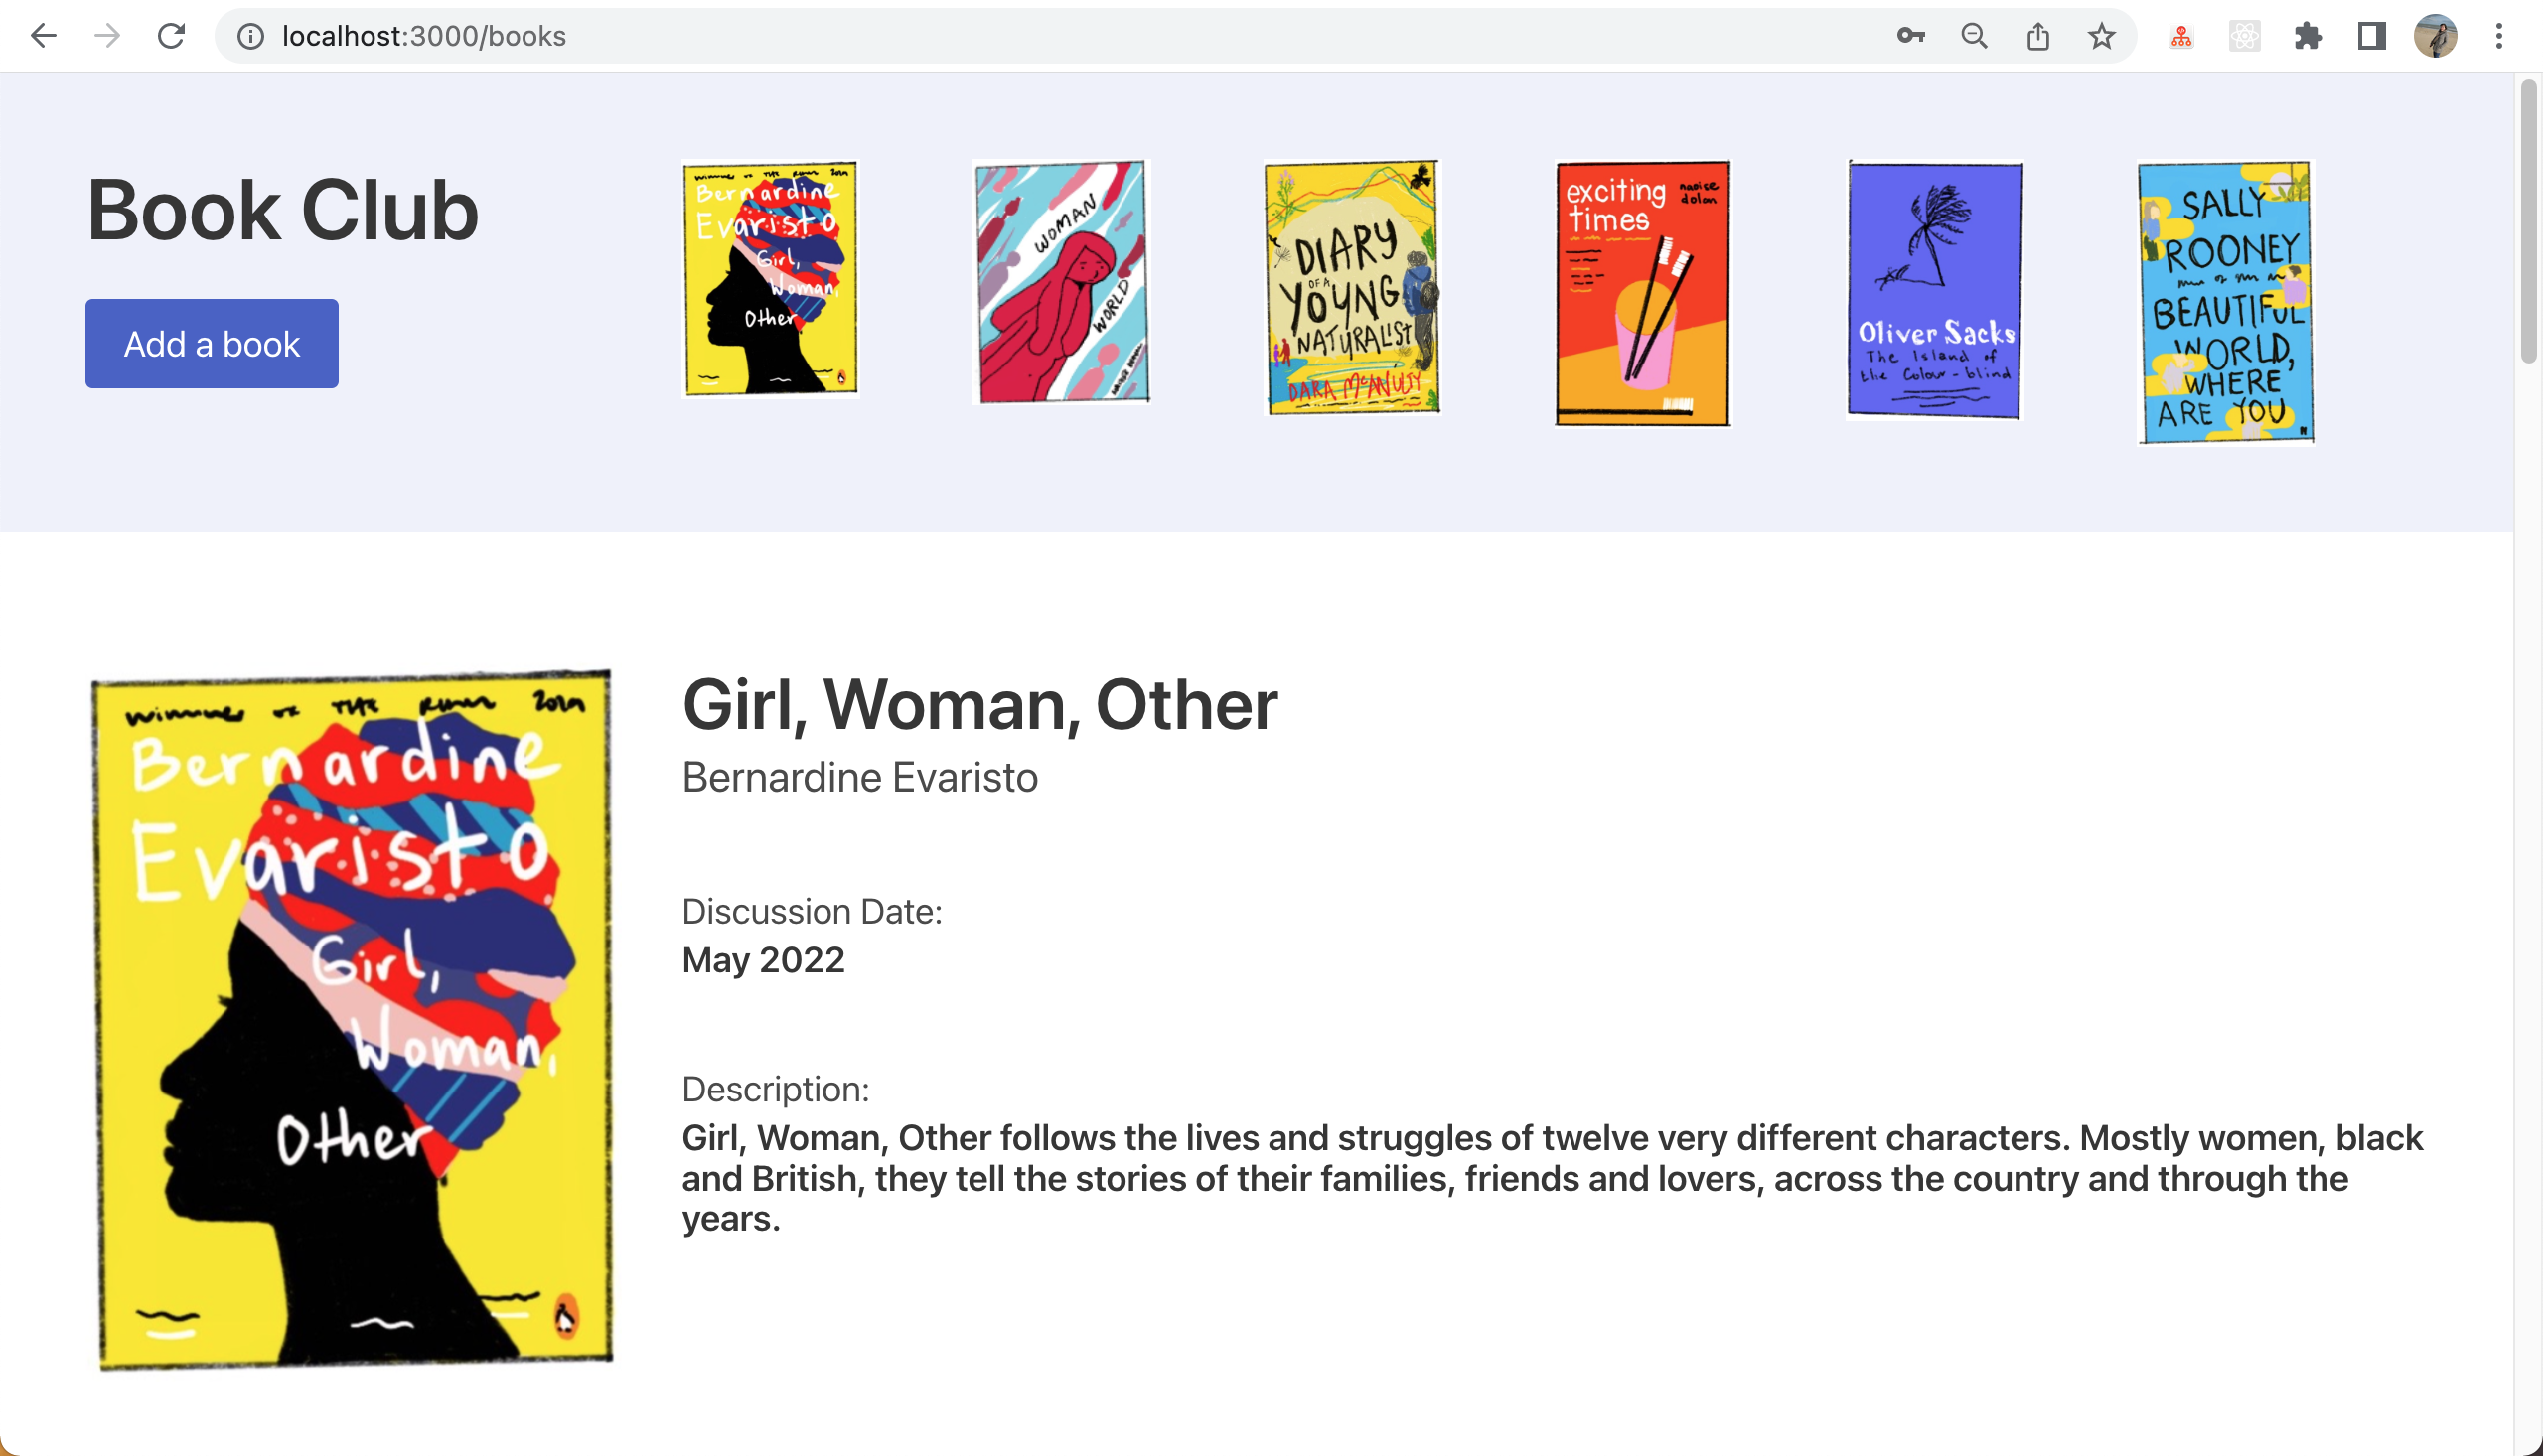 localhost:3000/books
Book Club
Add a book
Bernardine
Evaristo
Girl,
Woman,
Other
WOMAN
WORLD
DIARY
OF A
YOUNG
NATURALIST
DARA McANULTY
exciting
times
naoise
dolan
Oliver Sacks
The Island of
the Colour-blind
SALLY
ROONEY
BEAUTIFUL
WORLD,
WHERE
ARE YOU
WINNER OF THE
Bernardine
Evaristo
Girl,
Woman,
Other
Girl, Woman, Other
Bernardine Evaristo
Discussion Date:
May 2022
Description:
Girl, Woman, Other follows the lives and struggles of twelve very different characters. Mostly women, black
and British, they tell the stories of their families, friends and lovers, across the country and through the
years.